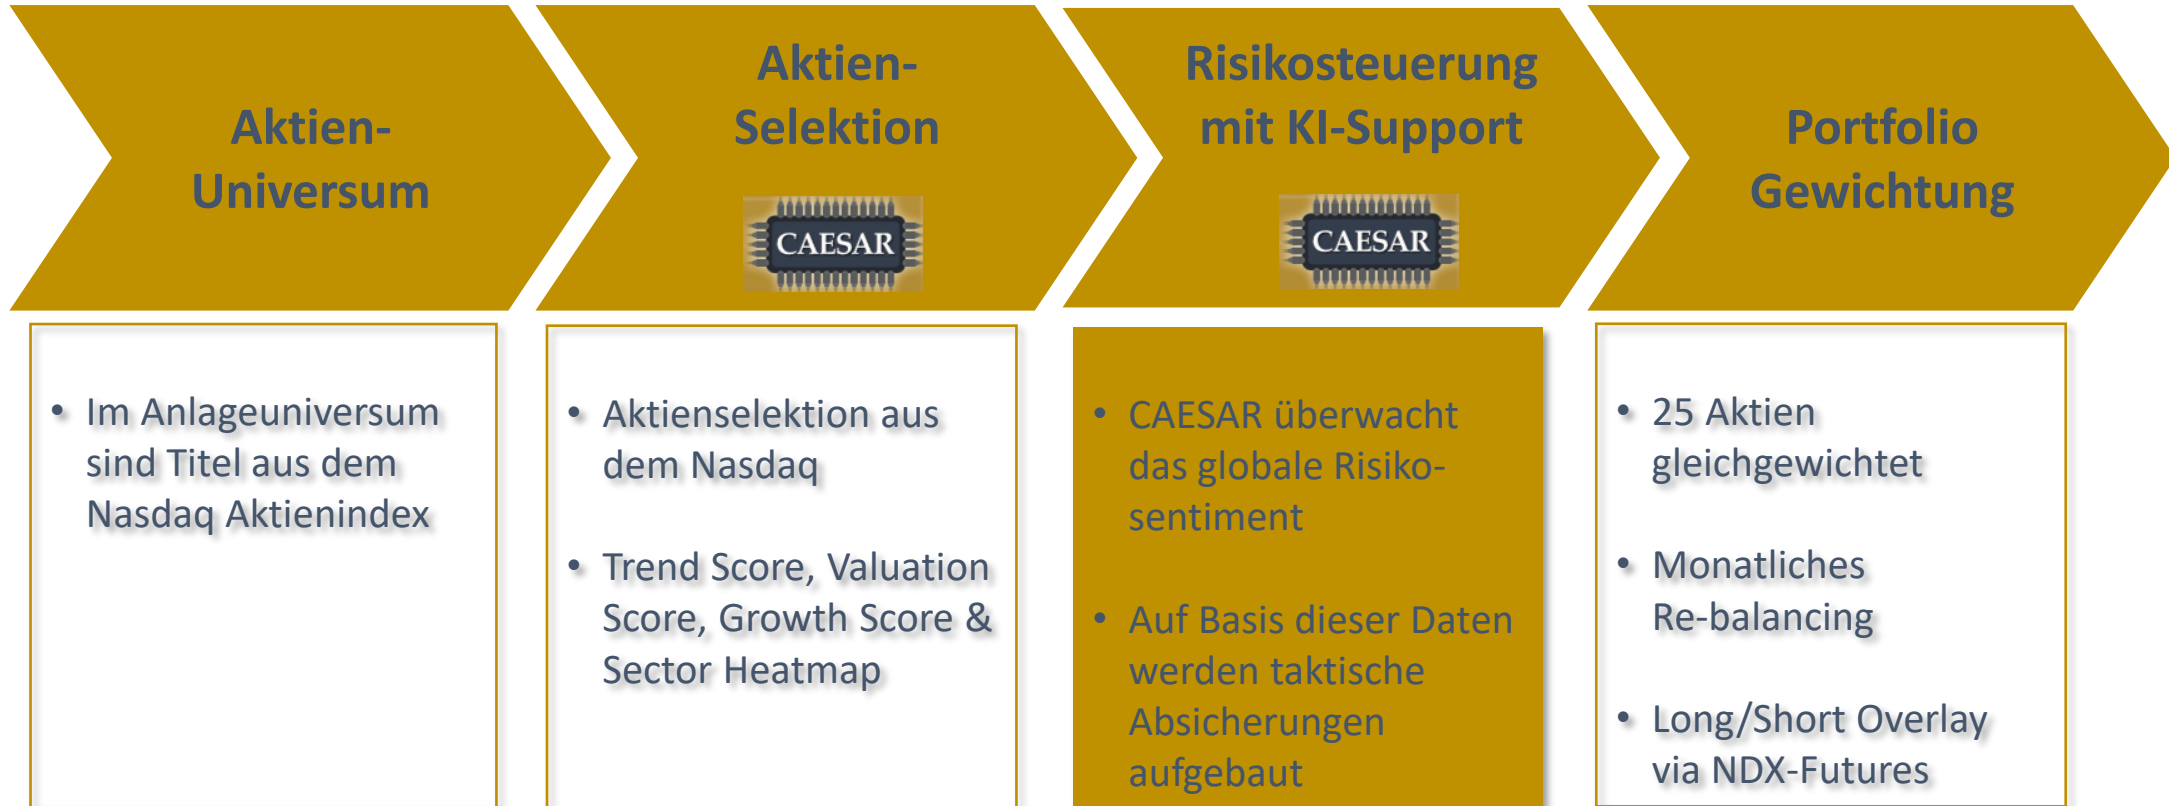 Aktien-
Universum
Aktien-
Selektion
CAESAR
Risikosteuerung
mit KI-Support
CAESAR
Portfolio
Gewichtung
• Im Anlageuniversum
sind Titel aus dem
Nasdaq Aktienindex
• Aktienselektion aus
dem Nasdaq
• Trend Score, Valuation
Score, Growth Score &
Sector Heatmap
• CAESAR überwacht
das globale Risiko-
sentiment
• Auf Basis dieser Daten
werden taktische
Absicherungen
aufgebaut
• 25 Aktien
gleichgewichtet
• Monatliches
Re-balancing
• Long/Short Overlay
via NDX-Futures